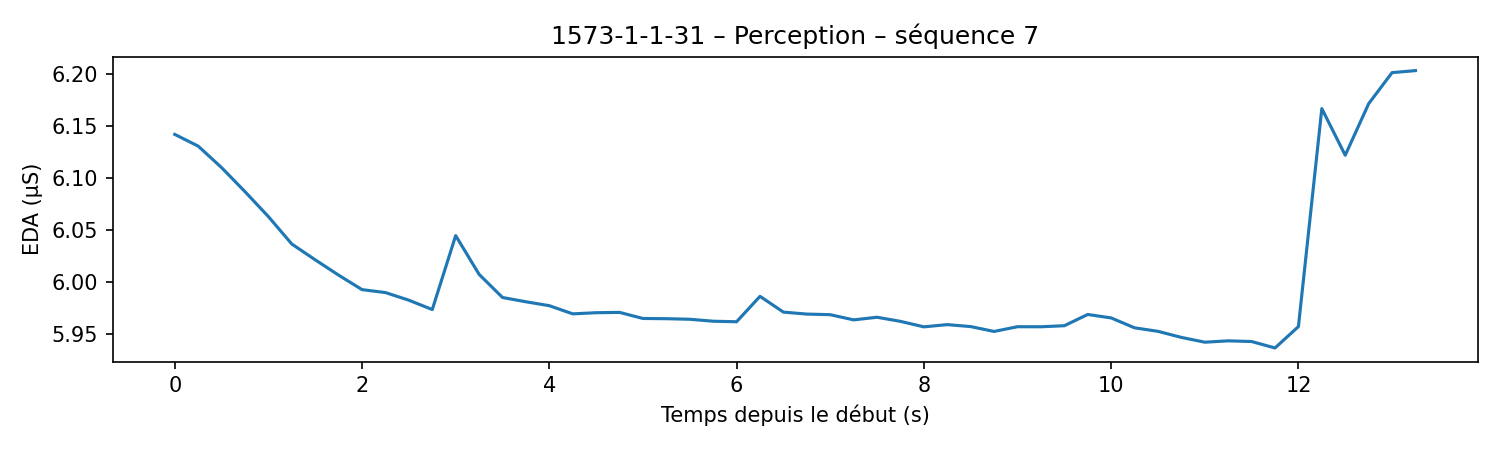 1573-1-1-31 – Perception – séquence 7
EDA (µS)
6.20
6.15
6.10
6.05
6.00
5.95
0 2 4 6 8 10 12
Temps depuis le début (s)